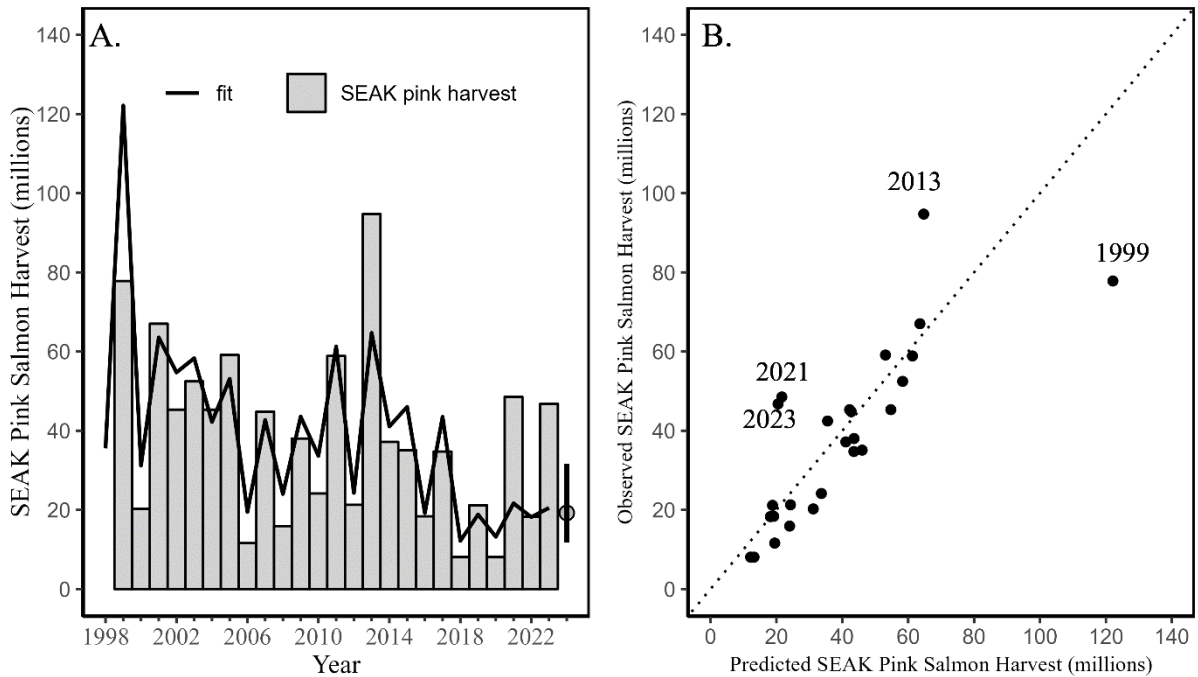 A.
fit
SEAK pink harvest
SEAK Pink Salmon Harvest (millions)
140
120
100
80
60
40
20
0
1998 2002 2006 2010 2014 2018 2022
Year
B.
2013
1999
2021
2023
Observed SEAK Pink Salmon Harvest (millions)
140
120
100
80
60
40
20
0
0 20 40 60 80 100 120 140
Predicted SEAK Pink Salmon Harvest (millions)